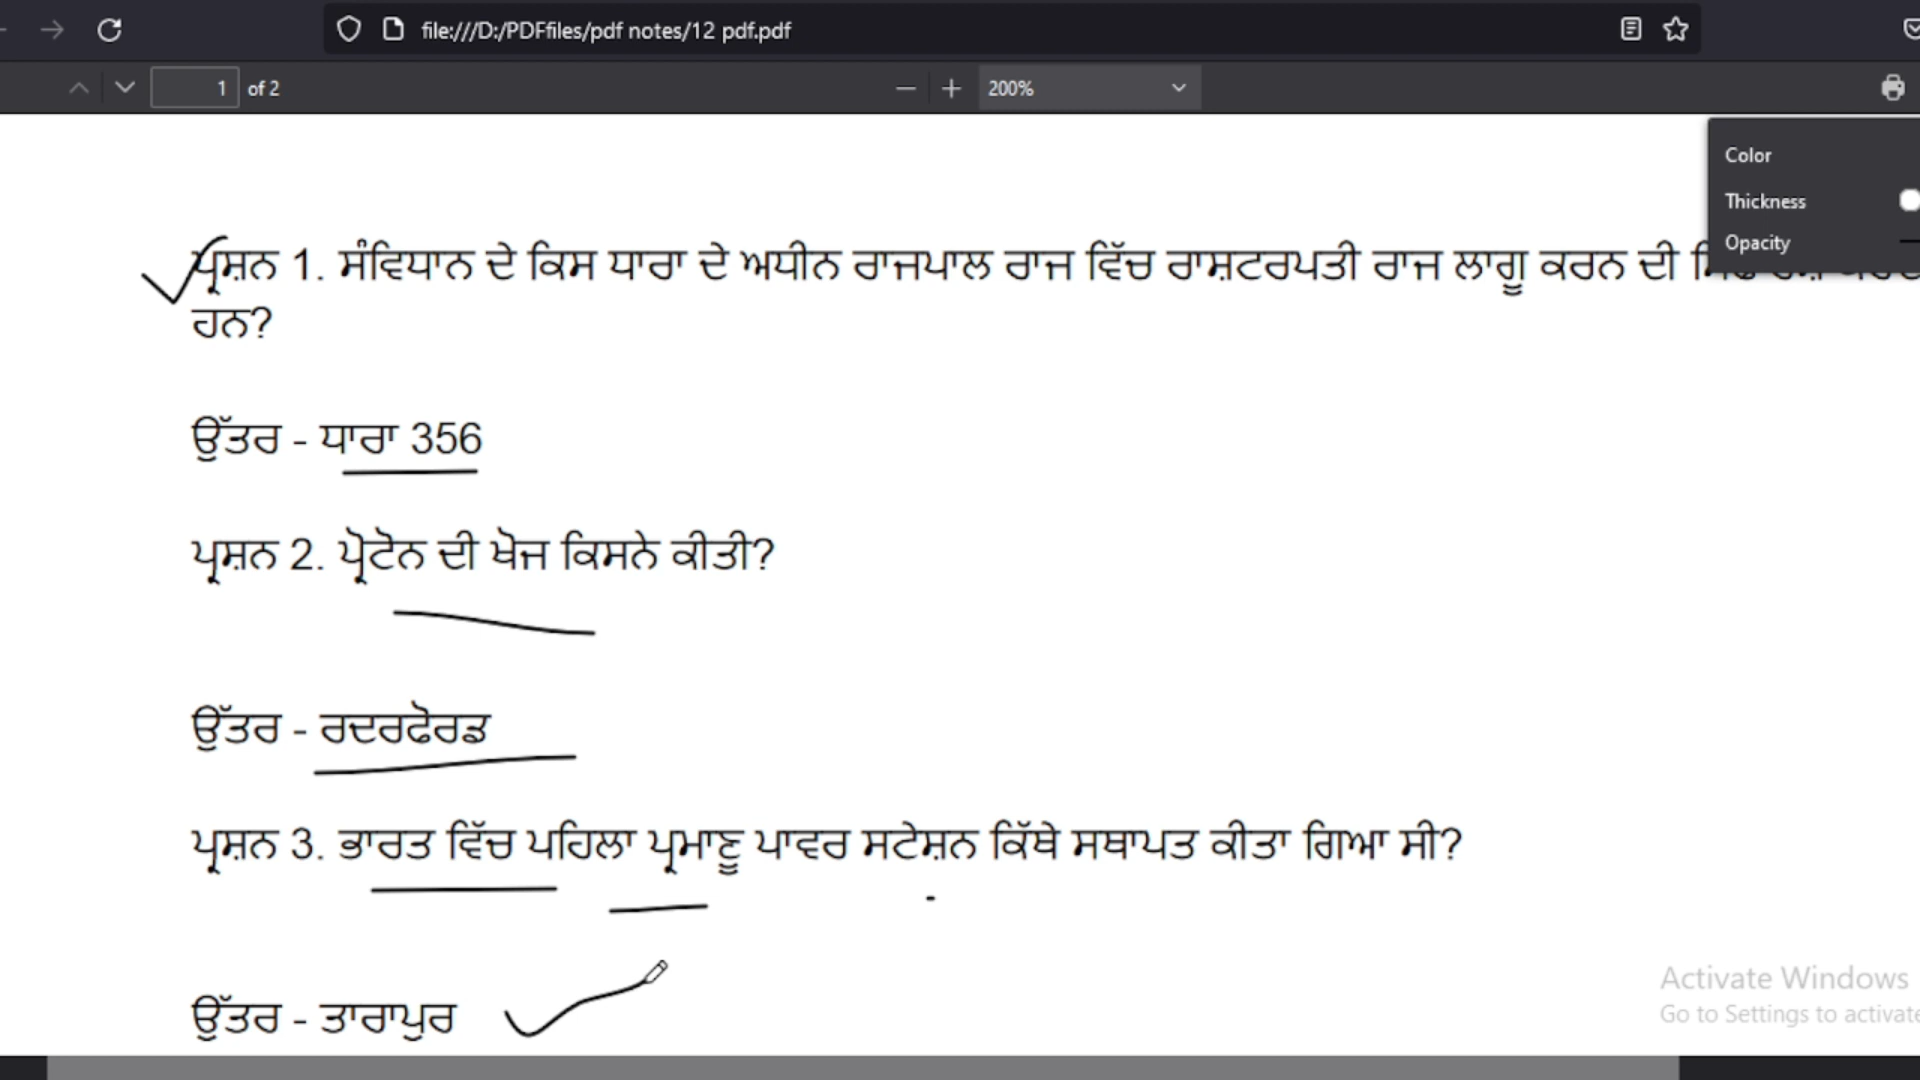 file:///D:/PDFfiles/pdf notes/12 pdf.pdf
1 of 2
200%
Color
Thickness
Opacity
ਪ੍ਰਸ਼ਨ 1. ਸੰਵਿਧਾਨ ਦੇ ਕਿਸ ਧਾਰਾ ਦੇ ਅਧੀਨ ਰਾਜਪਾਲ ਰਾਜ ਵਿੱਚ ਰਾਸ਼ਟਰਪਤੀ ਰਾਜ ਲਾਗੂ ਕਰਨ ਦੀ
ਹਨ?
ਉੱਤਰ - ਧਾਰਾ 356
ਪ੍ਰਸ਼ਨ 2. ਪ੍ਰੋਟੋਨ ਦੀ ਖੋਜ ਕਿਸਨੇ ਕੀਤੀ?
ਉੱਤਰ - ਰਦਰਫੋਰਡ
ਪ੍ਰਸ਼ਨ 3. ਭਾਰਤ ਵਿੱਚ ਪਹਿਲਾ ਪ੍ਰਮਾਣੂ ਪਾਵਰ ਸਟੇਸ਼ਨ ਕਿੱਥੇ ਸਥਾਪਤ ਕੀਤਾ ਗਿਆ ਸੀ?
ਉੱਤਰ - ਤਾਰਾਪੁਰ
Activate Windows
Go to Settings to activate